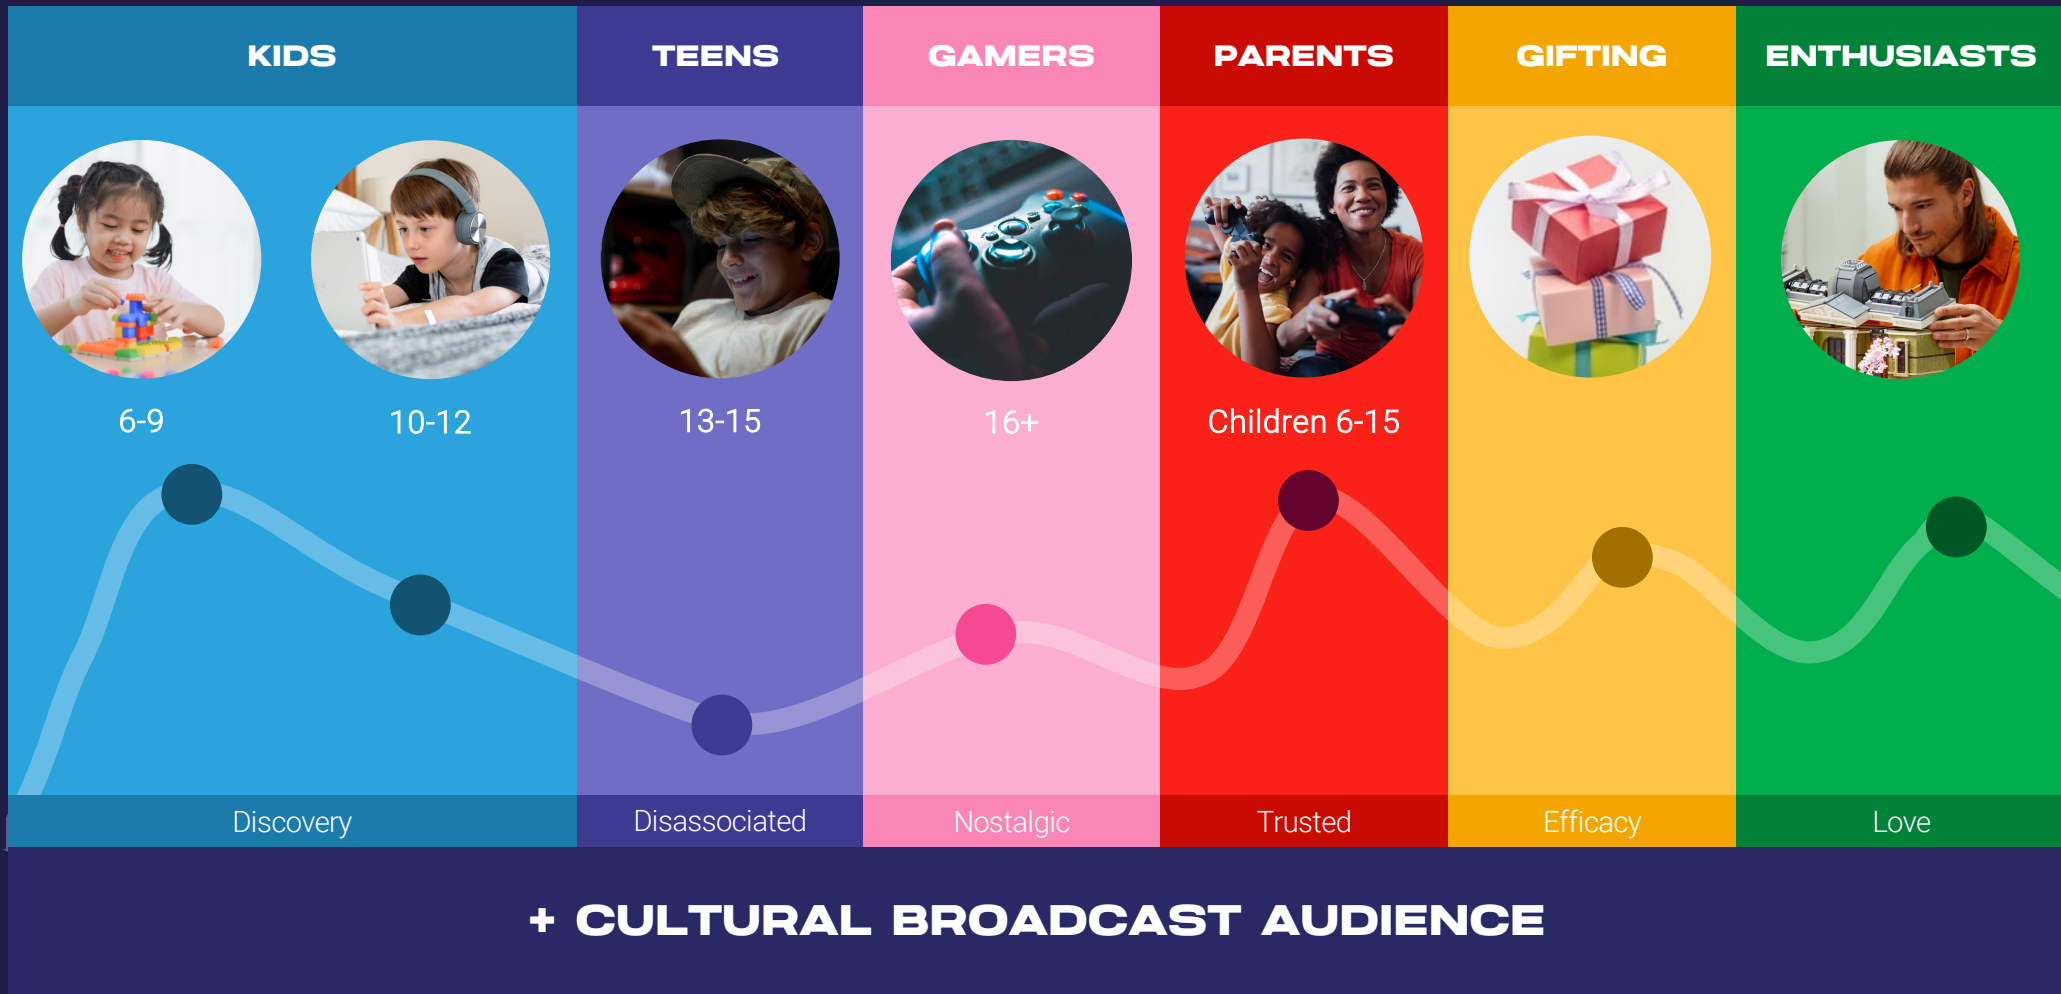 KIDS
TEENS
GAMERS
PARENTS
GIFTING
ENTHUSIASTS
6-9
10-12
13-15
16+
Children 6-15
Discovery
Disassociated
Nostalgic
Trusted
Efficacy
Love
+ CULTURAL BROADCAST AUDIENCE